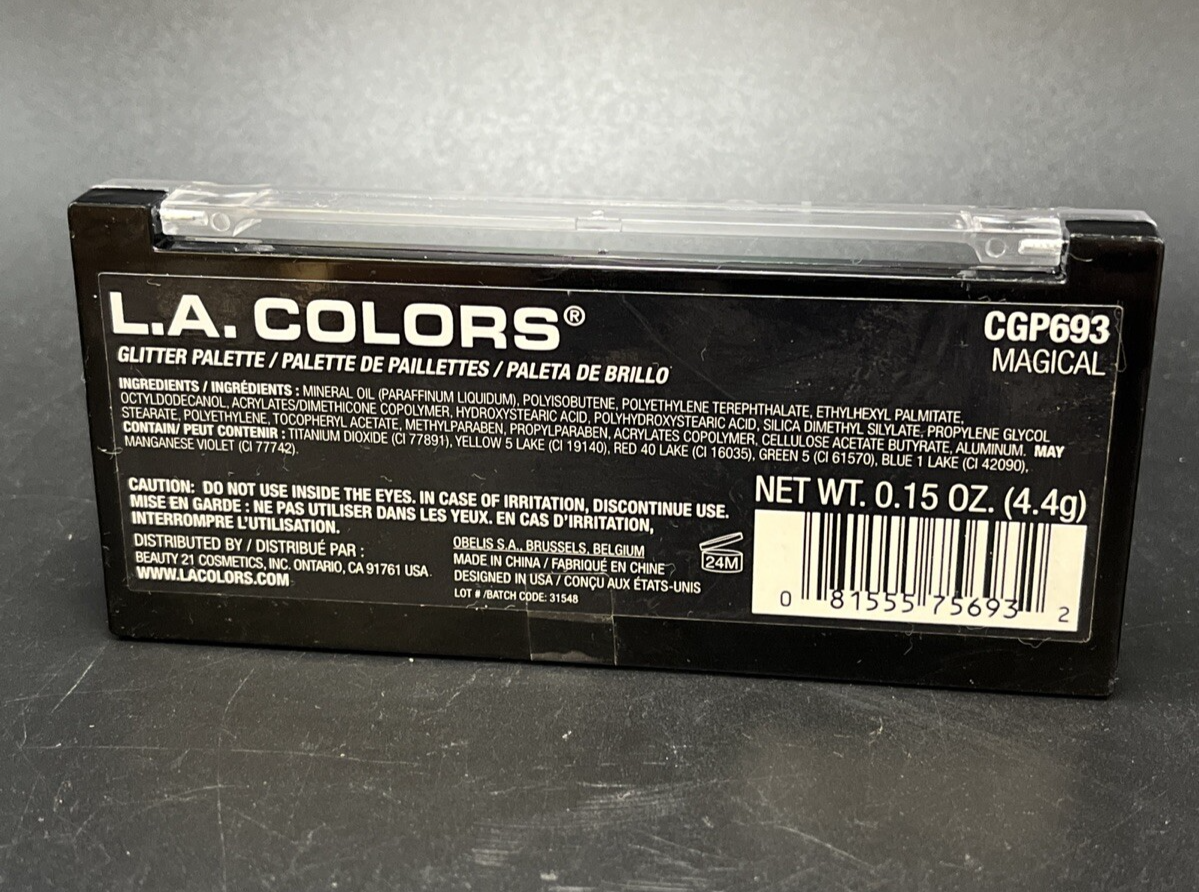 L.A. COLORS®
GLITTER PALETTE / PALETTE DE PAILLETTES / PALETA DE BRILLO
CGP693
MAGICAL
INGREDIENTS / INGRÉDIENTS : MINERAL OIL (PARAFFINUM LIQUIDUM), POLYISOBUTENE, POLYETHYLENE TEREPHTHALATE, ETHYLHEXYL PALMITATE,
OCTYLDODECANOL, ACRYLATES/DIMETHICONE COPOLYMER, HYDROXYSTEARIC ACID, POLYHYDROXYSTEARIC ACID, SILICA DIMETHYL SILYLATE, PROPYLENE GLYCOL
STEARATE, POLYETHYLENE, TOCOPHERYL ACETATE, METHYLPARABEN, PROPYLPARABEN, ACRYLATES COPOLYMER, CELLULOSE ACETATE BUTYRATE, ALUMINUM. MAY
CONTAIN/ PEUT CONTENIR : TITANIUM DIOXIDE (CI 77891), YELLOW 5 LAKE (CI 19140), RED 40 LAKE (CI 16035), GREEN 5 (CI 61570), BLUE 1 LAKE (CI 42090),
MANGANESE VIOLET (CI 77742).
CAUTION: DO NOT USE INSIDE THE EYES. IN CASE OF IRRITATION, DISCONTINUE USE.
MISE EN GARDE : NE PAS UTILISER DANS LES YEUX. EN CAS D'IRRITATION,
INTERROMPRE L'UTILISATION.
DISTRIBUTED BY / DISTRIBUÉ PAR :
BEAUTY 21 COSMETICS, INC. ONTARIO, CA 91761 USA.
WWW.LACOLORS.COM
OBELIS S.A., BRUSSELS, BELGIUM
MADE IN CHINA / FABRIQUÉ EN CHINE
DESIGNED IN USA / CONÇU AUX ÉTATS-UNIS
LOT # /BATCH CODE: 31548
24M
NET WT. 0.15 OZ. (4.4g)
0 81555 75693 2